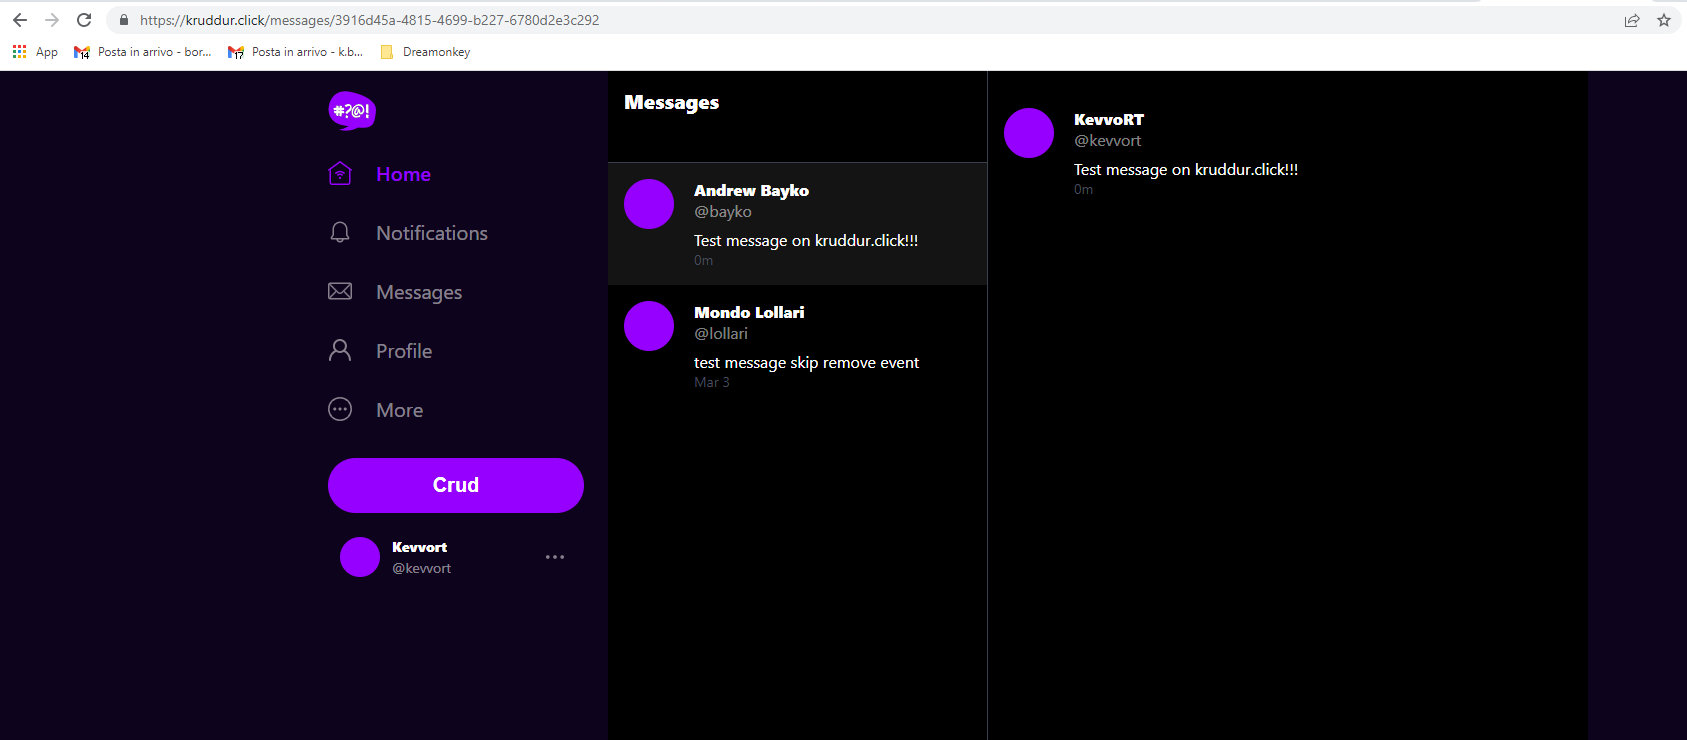 https://kruddur.click/messages/3916d45a-4815-4699-b227-6780d2e3c292
App
14
Posta in arrivo - bor...
17
Posta in arrivo - k.b...
Dreamonkey
#?@!
Home
Notifications
Messages
Profile
More
Crud
Kevvort
@kevvort
Messages
Andrew Bayko
@bayko
Test message on kruddur.click!!!
0m
Mondo Lollari
@lollari
test message skip remove event
Mar 3
KevvoRT
@kevvort
Test message on kruddur.click!!!
0m